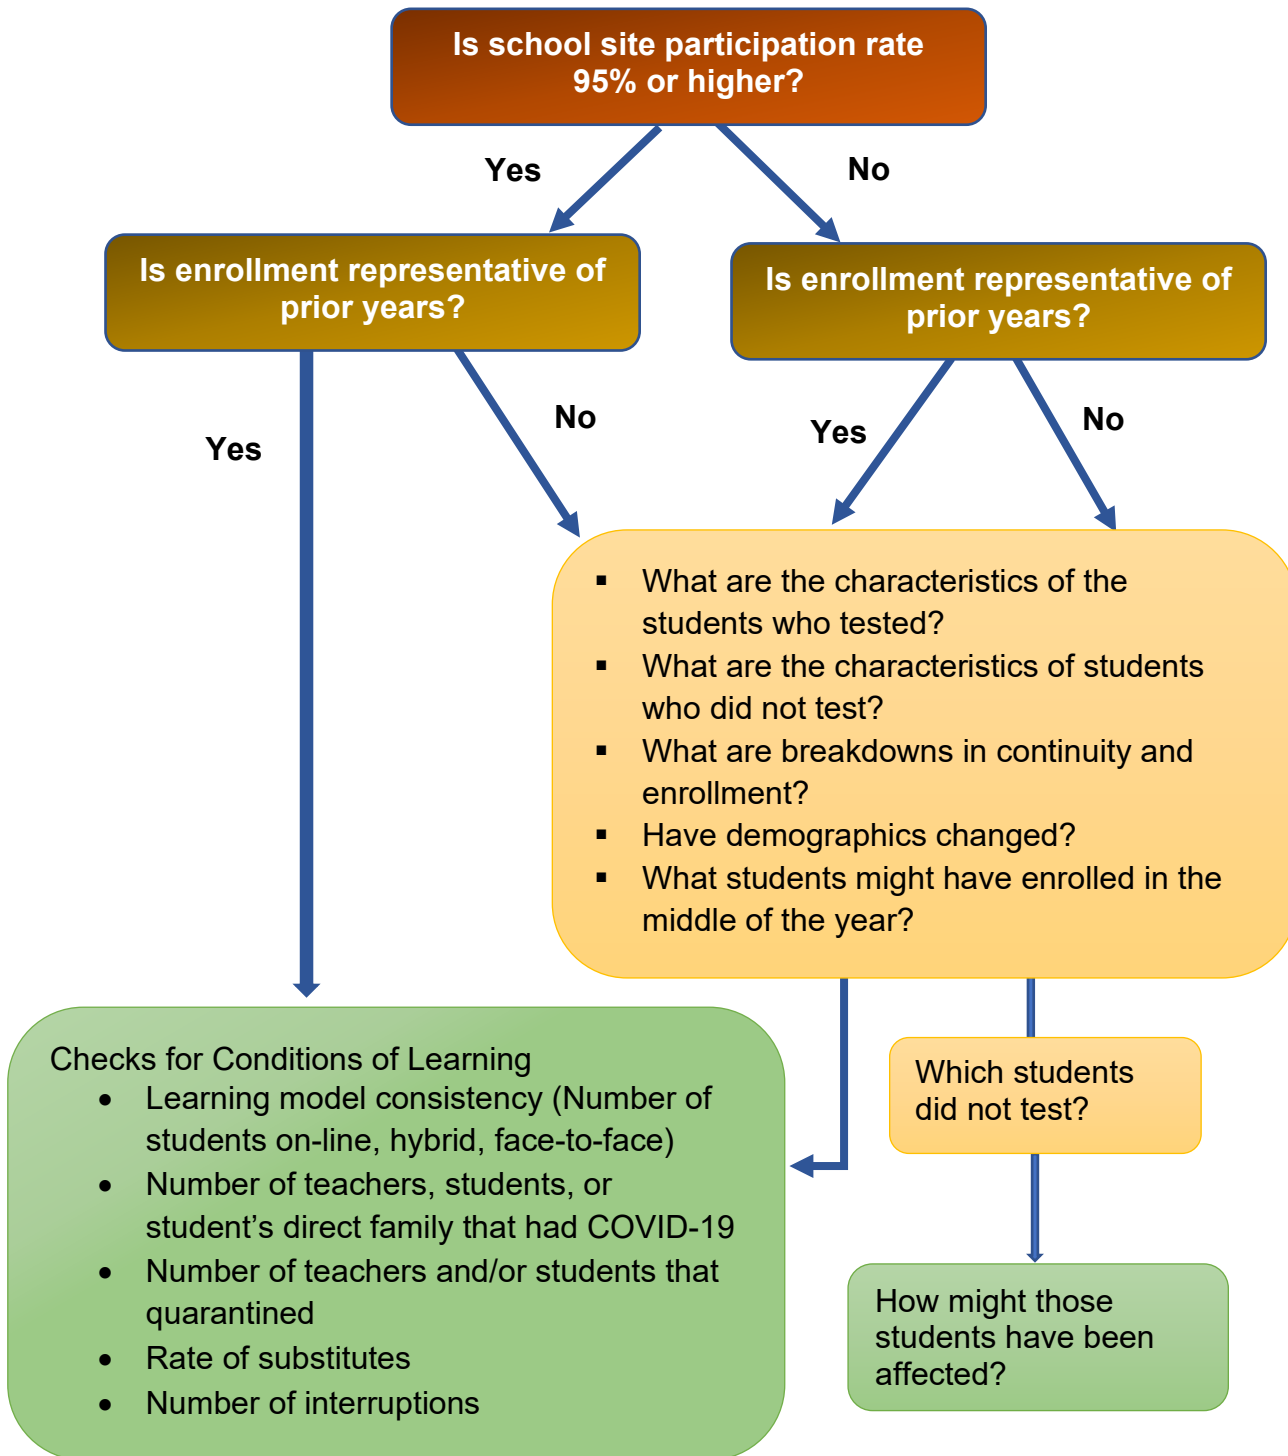 Is school site participation rate
95% or higher?
Yes
No
Is enrollment representative of
prior years?
Is enrollment representative of
prior years?
Yes
No
Yes
No
▪ What are the characteristics of the
students who tested?
▪ What are the characteristics of students
who did not test?
▪ What are breakdowns in continuity and
enrollment?
▪ Have demographics changed?
▪ What students might have enrolled in the
middle of the year?
Checks for Conditions of Learning
• Learning model consistency (Number of
students on-line, hybrid, face-to-face)
• Number of teachers, students, or
student’s direct family that had COVID-19
• Number of teachers and/or students that
quarantined
• Rate of substitutes
• Number of interruptions
Which students
did not test?
How might those
students have been
affected?